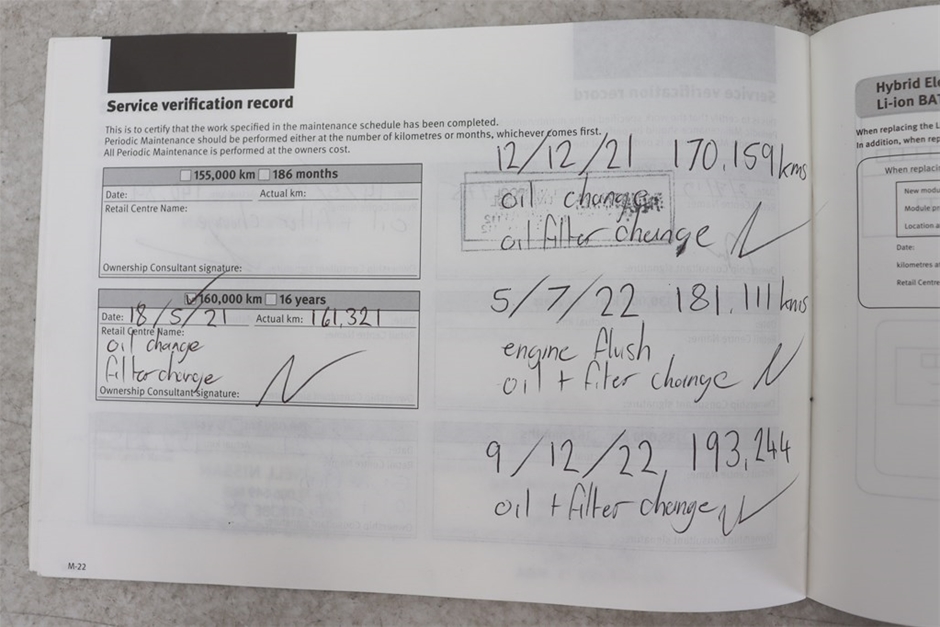 Service verification record
This is to certify that the work specified in the maintenance schedule has been completed.
Periodic Maintenance should be performed either at the number of kilometres or months, whichever comes first.
All Periodic Maintenance is performed at the owners cost.
155,000 km 186 months
Date: Actual km:
Retail Centre Name:
Ownership Consultant signature:
160,000 km 16 years
Date: 18/5/21 Actual km: 161,321
Retail Centre Name:
oil change
filter change
Ownership Consultant signature:
M-22
12/12/21 170,159 kms
oil change
oil filter change
5/7/22 181,111 kms
engine flush
oil + fiter change
9/12/22, 193,244
oil + filter change
Hybrid
Li-ion
When replacing the
In addition, when
When
New
Module
Location
Date:
kilometres
Retail Centre